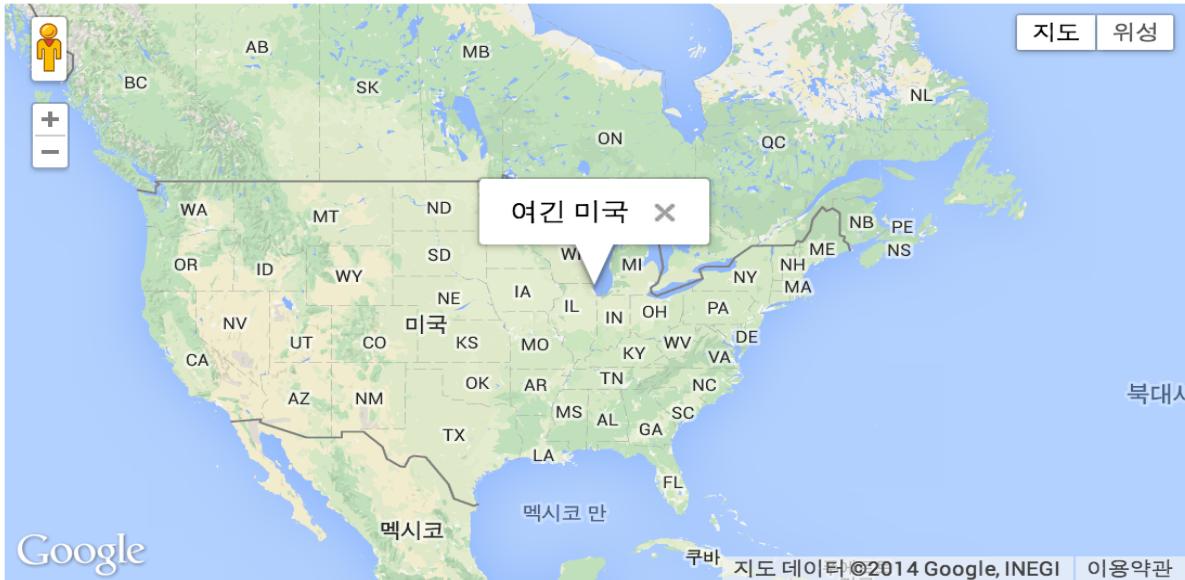 지도 위성
AB
MB
BC
SK
NL
ON
QC
여긴 미국
WA
MT
ND
NB
PE
NS
ME
OR
ID
WY
SD
WI
MI
NY
NH
MA
NE
IA
IL
IN
OH
PA
NV
UT
CO
미국
KS
MO
KY
WV
VA
DE
CA
AZ
NM
OK
AR
TN
NC
MS
AL
GA
SC
TX
LA
FL
북대서
멕시코 만
멕시코
쿠바
Google
지도 데이터 ©2014 Google, INEGI
이용약관